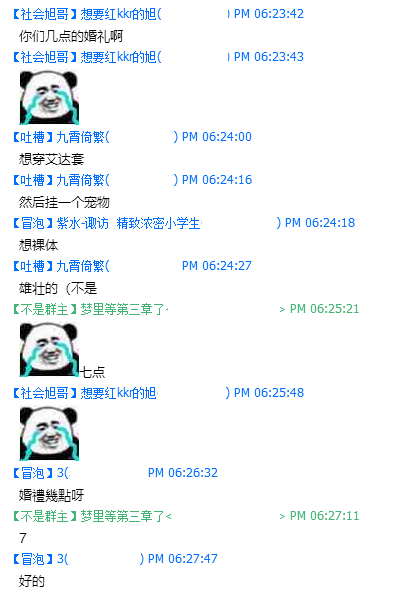 【社会旭哥】想要红kkr的旭( ) PM 06:23:42
你们几点的婚礼啊
【社会旭哥】想要红kkr的旭( ) PM 06:23:43
【吐槽】九霄倚繁( ) PM 06:24:00
想穿艾达套
【吐槽】九霄倚繁( ) PM 06:24:16
然后挂一个宠物
【冒泡】紫水-诹访 精致浓密小学生 ) PM 06:24:18
想裸体
【吐槽】九霄倚繁( PM 06:24:27
雄壮的（不是
【不是群主】梦里等第三章了 > PM 06:25:21
七点
【社会旭哥】想要红kkr的旭 ) PM 06:25:48
【冒泡】3( PM 06:26:32
婚禮幾點呀
【不是群主】梦里等第三章了< > PM 06:27:11
7
【冒泡】3( ) PM 06:27:47
好的